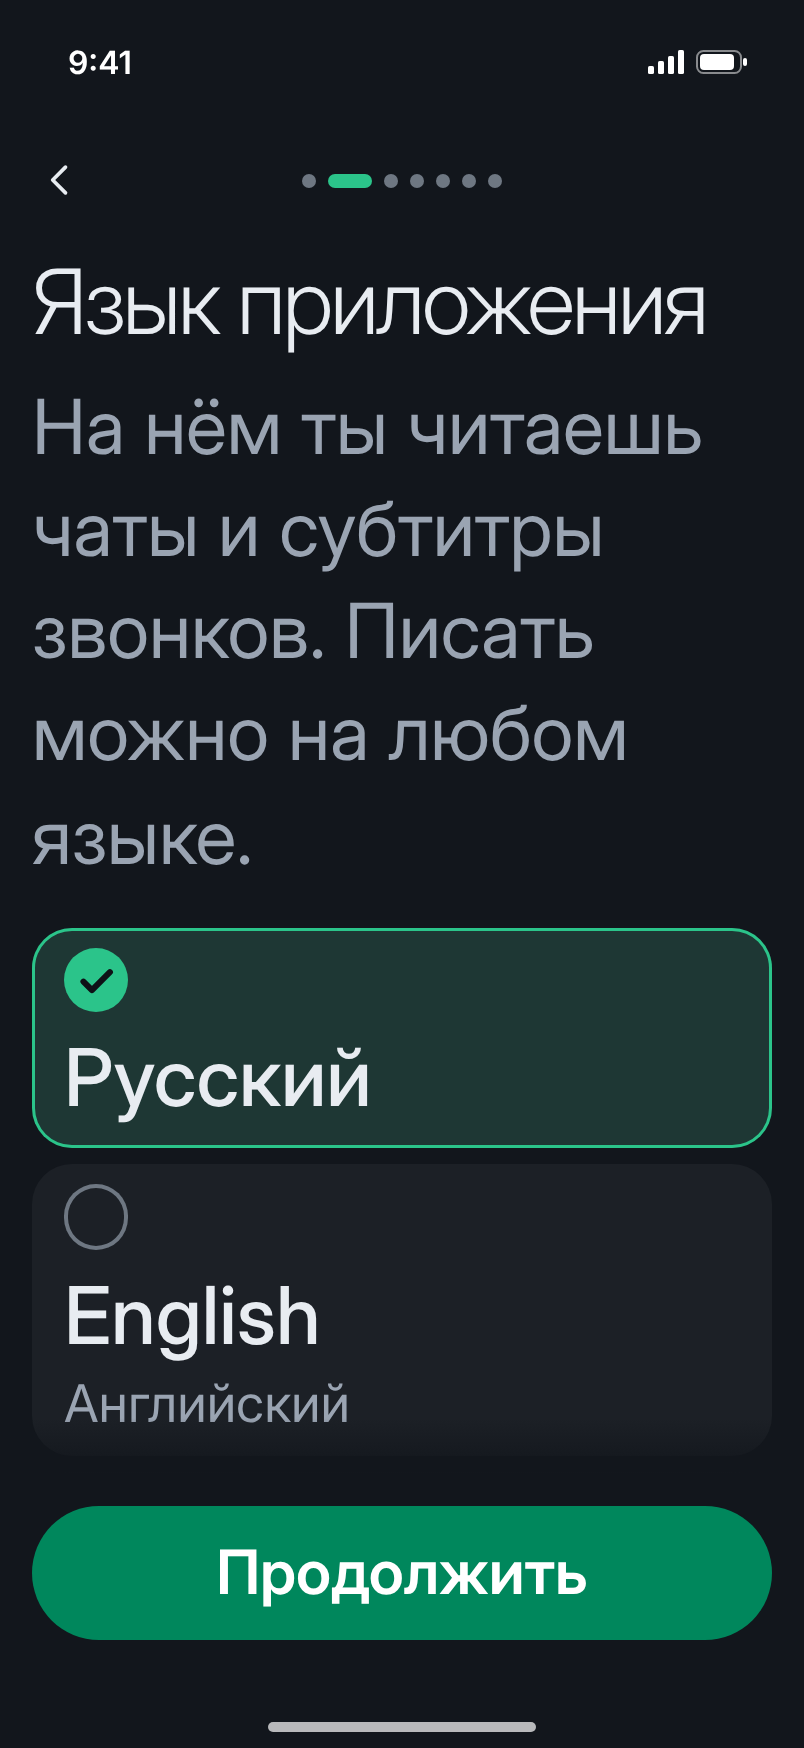 9:41
Язык приложения
На нём ты читаешь
чаты и субтитры
звонков. Писать
можно на любом
языке.
Русский
English
Английский
Продолжить